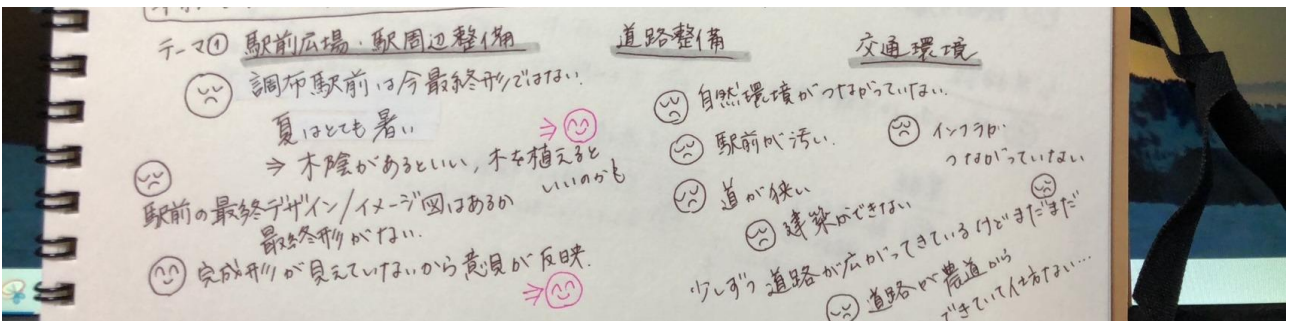 テーマ① 駅前広場・駅周辺整備
調布駅前は今最終形ではない.
夏はとても暑い
⇒ 木陰があるといい, 木を植えると
いいのかも
⇒
駅前の最終デザイン/イメージ図はあるか
最終形がない.
完成形が見えていないから意見が反映.
⇒
道路整備
自然環境がつながっていない.
駅前が汚い.
道が狭い
建築ができない
少しずつ道路が広がってきているけどまだまだ
道路が農道から
できていて仕方ない…
交通環境
インフラが
つながっていない